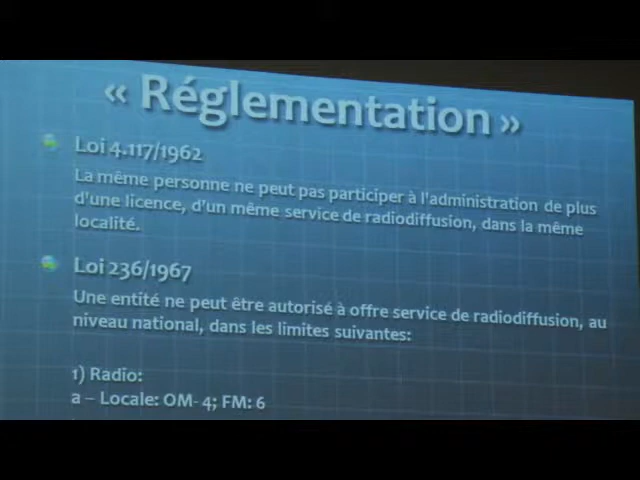 « Réglementation »
Loi 4.117/1962
La même personne ne peut pas participer à l'administration de plus
d'une licence, d'un même service de radiodiffusion, dans la même
localité.
Loi 236/1967
Une entité ne peut être autorisé à offre service de radiodiffusion, au
niveau national, dans les limites suivantes:
1) Radio:
a – Locale: OM- 4; FM: 6